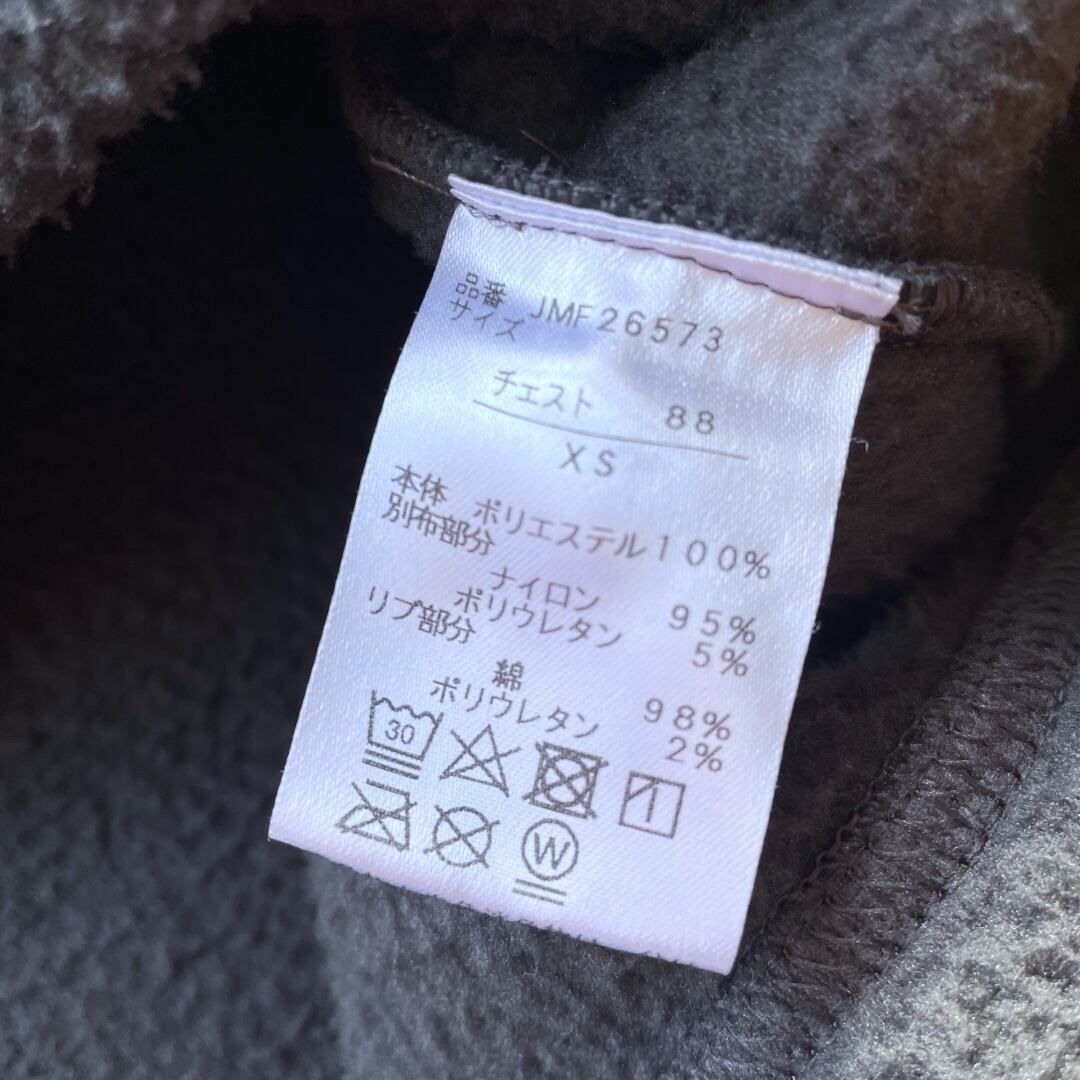 品番 JMF26573
サイズ
チェスト 88
XS
本体 ポリエステル100%
別布部分
ナイロン 95%
ポリウレタン 5%
リブ部分
綿 98%
ポリウレタン 2%
30
W